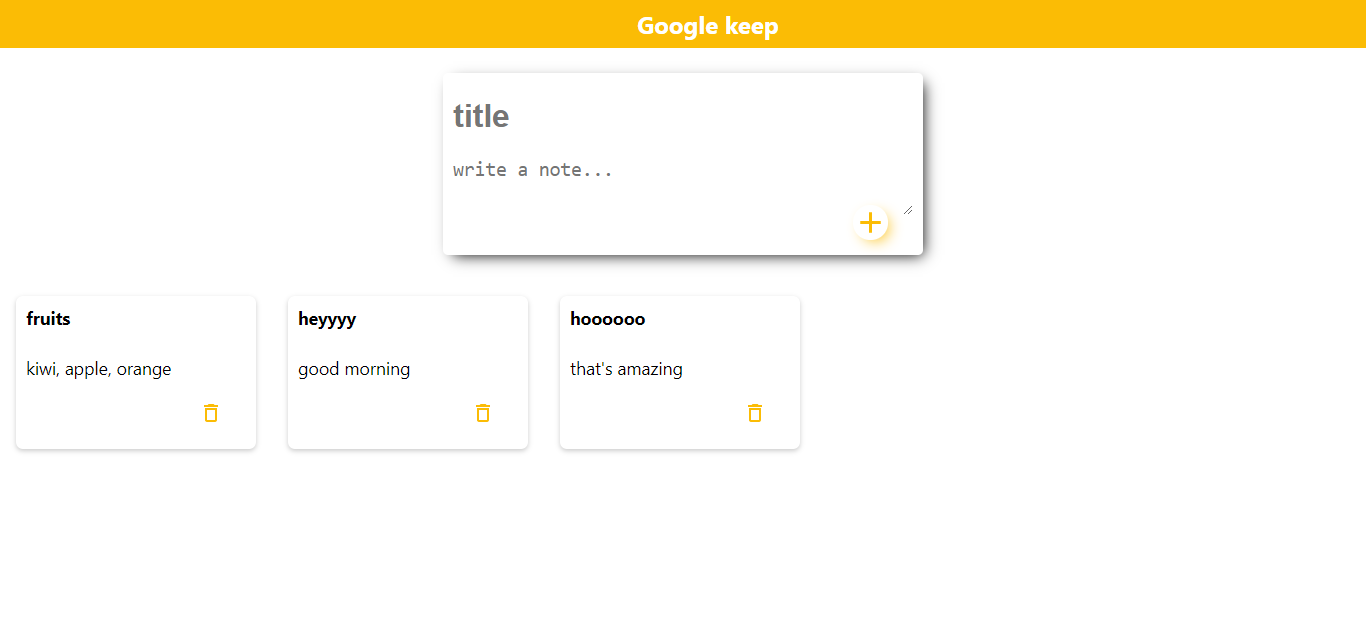 Google keep
title
write a note...
fruits
kiwi, apple, orange
heyyyy
good morning
hoooooo
that's amazing